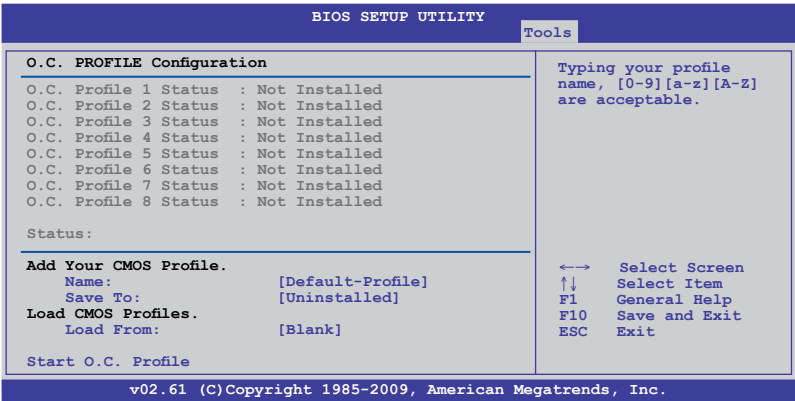 BIOS SETUP UTILITY
Tools
O.C. PROFILE Configuration
O.C. Profile 1 Status : Not Installed
O.C. Profile 2 Status : Not Installed
O.C. Profile 3 Status : Not Installed
O.C. Profile 4 Status : Not Installed
O.C. Profile 5 Status : Not Installed
O.C. Profile 6 Status : Not Installed
O.C. Profile 7 Status : Not Installed
O.C. Profile 8 Status : Not Installed
Status:
Add Your CMOS Profile.
Name: [Default-Profile]
Save To: [Uninstalled]
Load CMOS Profiles.
Load From: [Blank]
Start O.C. Profile
Typing your profile
name, [0-9][a-z][A-Z]
are acceptable.
←→ Select Screen
↑↓ Select Item
F1 General Help
F10 Save and Exit
ESC Exit
v02.61 (C)Copyright 1985-2009, American Megatrends, Inc.